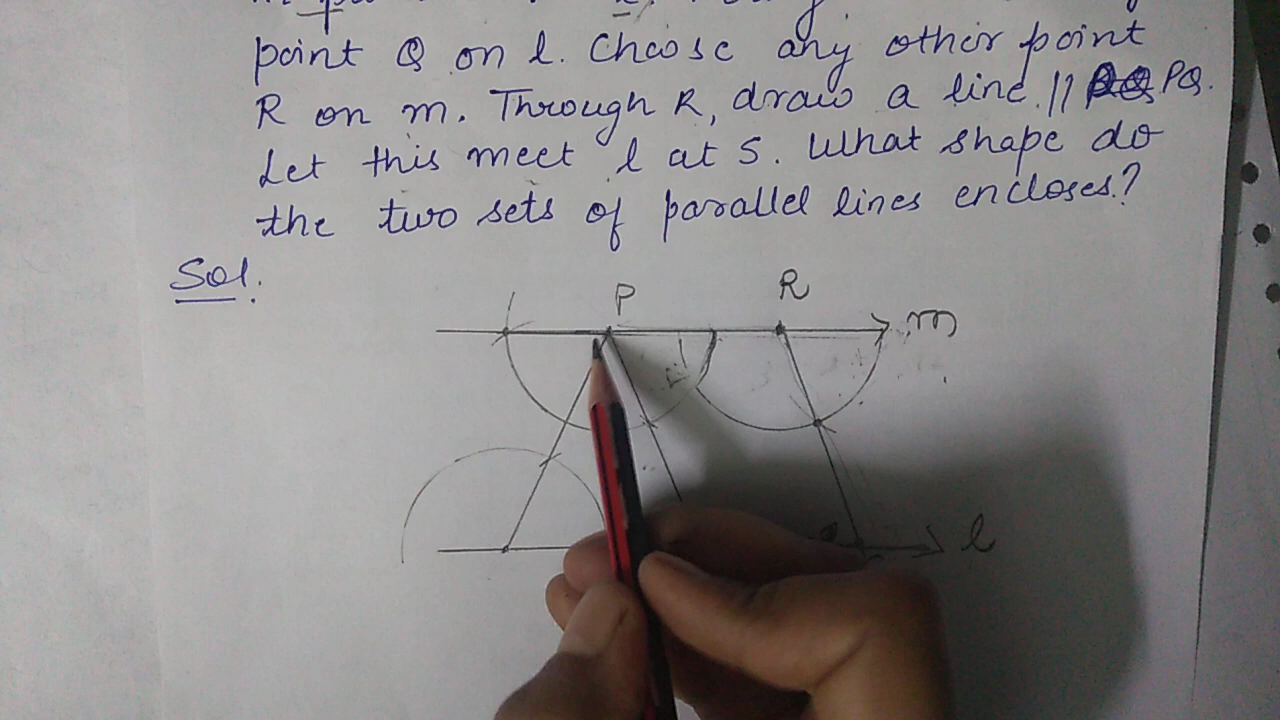 point Q on l. Choose any other point
R on m. Through R, draw a line || PQ.
Let this meet l at S. What shape do
the two sets of parallel lines encloses?
Sol.
P R
m
l